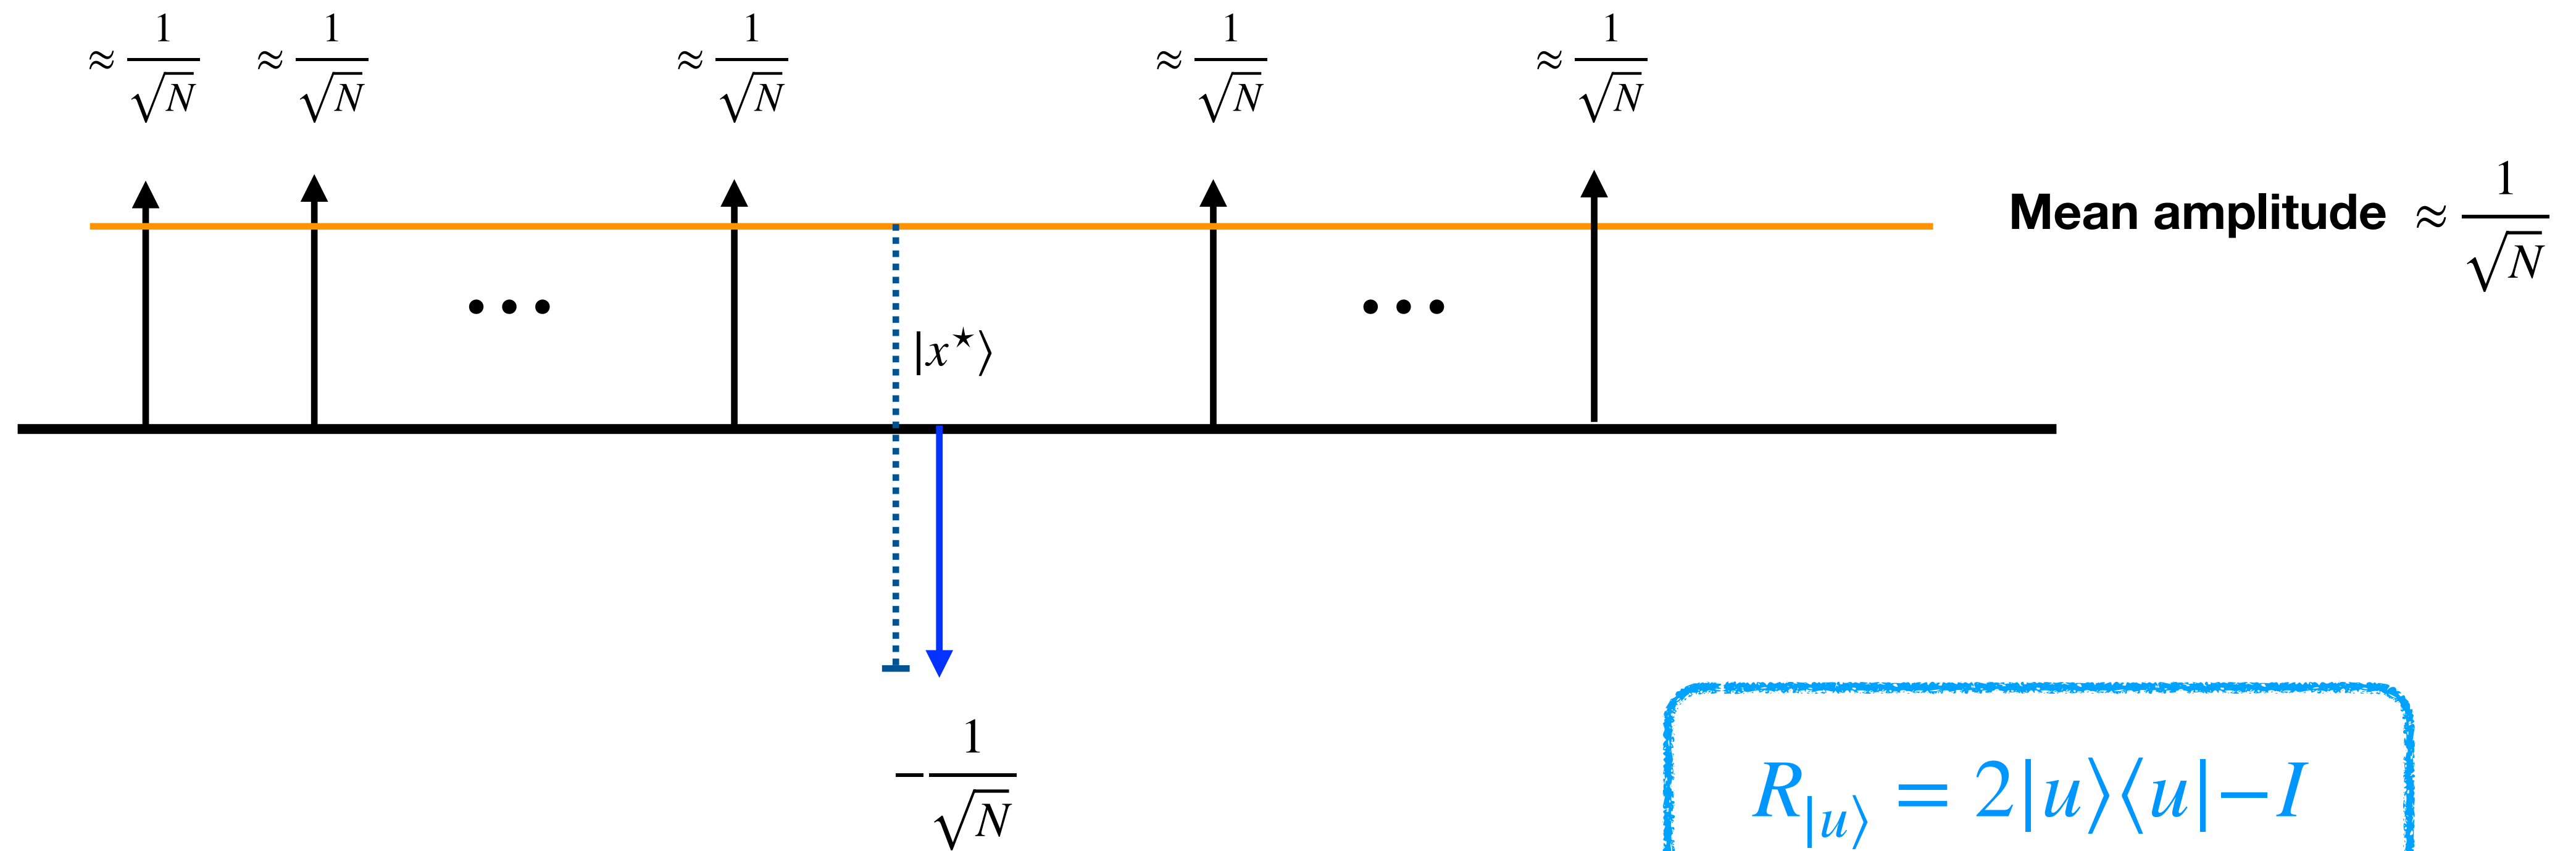 ≈ 1/√N ≈ 1/√N ≈ 1/√N ≈ 1/√N ≈ 1/√N
Mean amplitude ≈ 1/√N
• • • • • •
|x⋆⟩
−1/√N
R_|u⟩ = 2|u⟩⟨u|−I